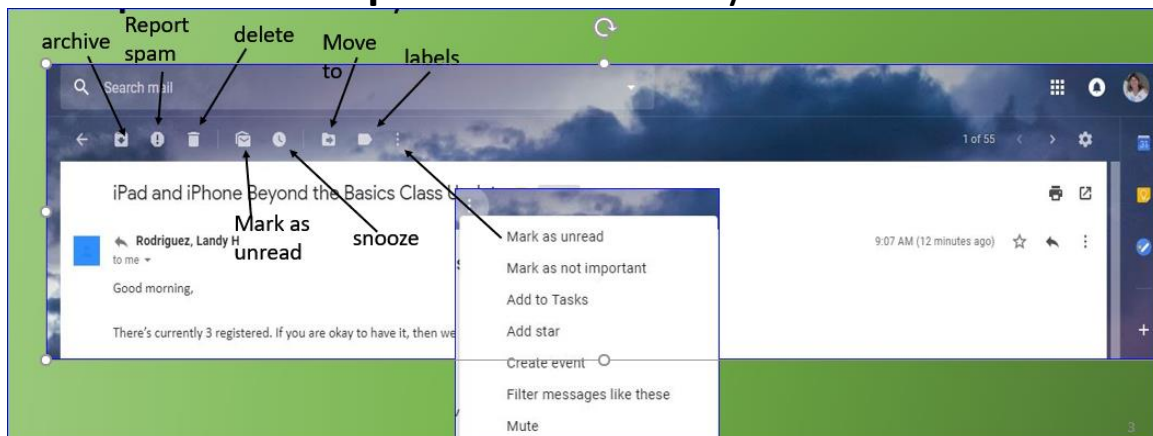 Report
archive
spam
delete
Move
to
labels
Search mail
1 of 55
iPad and iPhone Beyond the Basics Class
Mark as
unread
snooze
Rodriguez, Landy H
to me
9:07 AM (12 minutes ago)
Good morning,
There's currently 3 registered. If you are okay to have it, then we
Mark as unread
Mark as not important
Add to Tasks
Add star
Create event
Filter messages like these
Mute
31
3